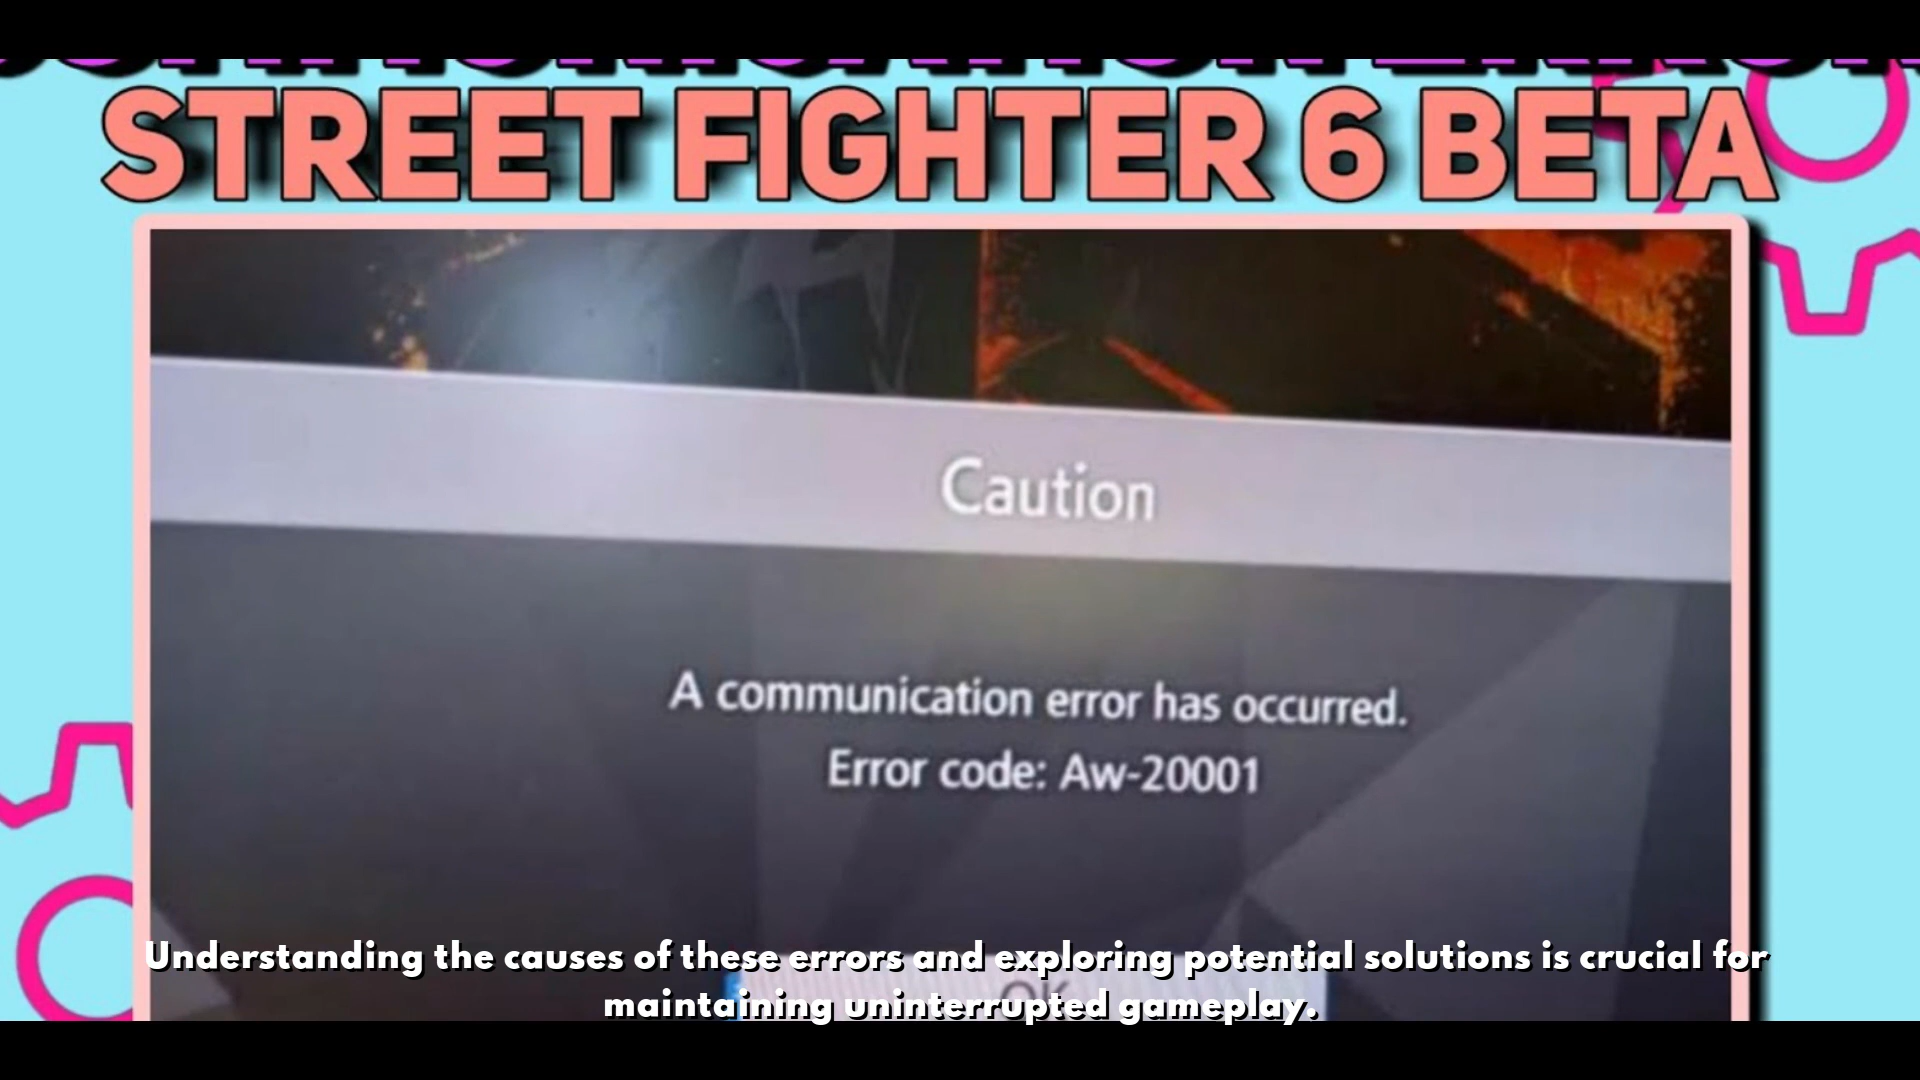 STREET FIGHTER 6 BETA
Caution
A communication error has occurred.
Error code: Aw-20001
OK
Understanding the causes of these errors and exploring potential solutions is crucial for
maintaining uninterrupted gameplay.